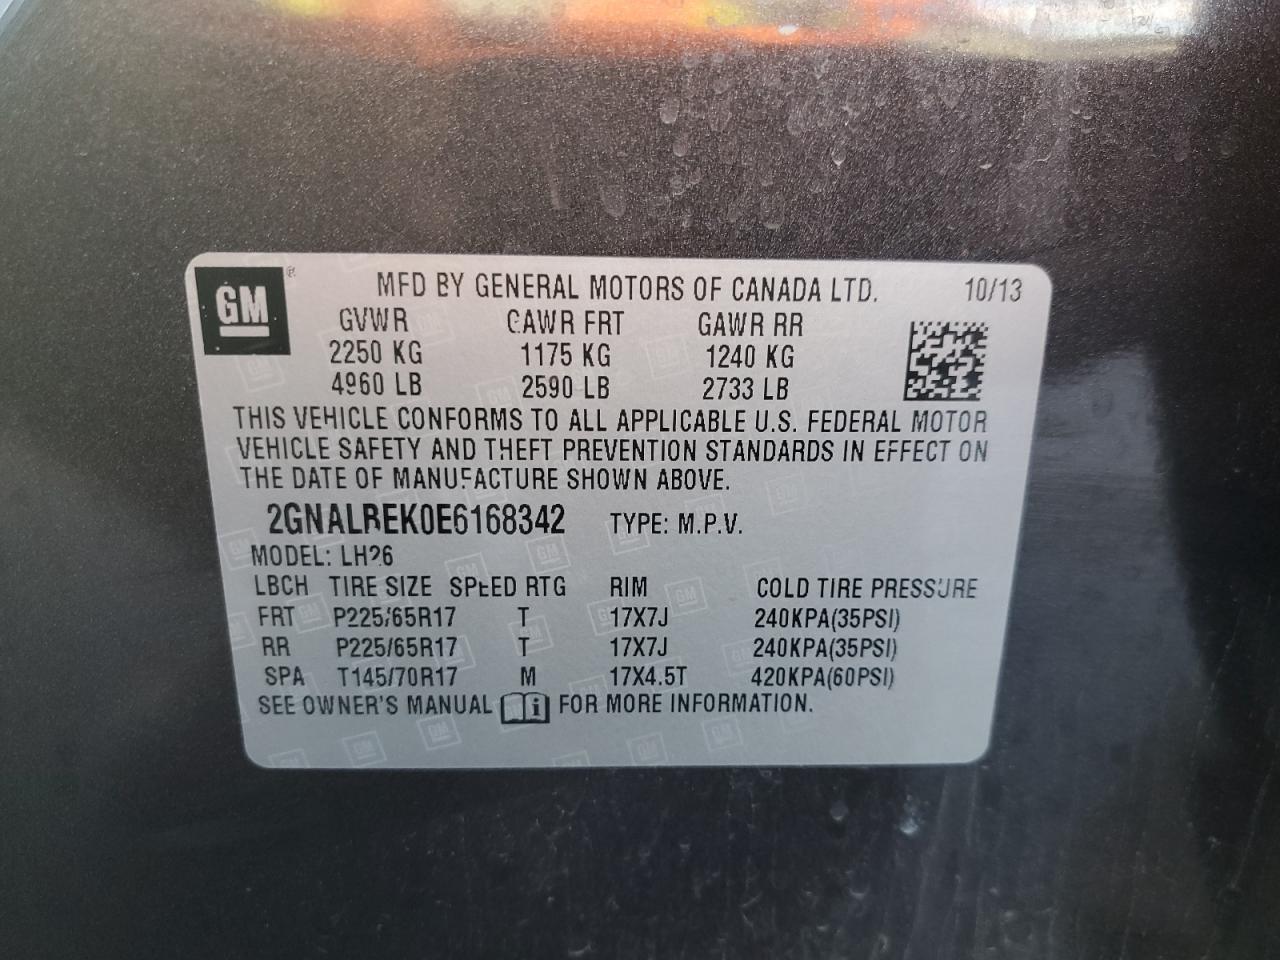 GM ®
MFD BY GENERAL MOTORS OF CANADA LTD. 10/13
GVWR GAWR FRT GAWR RR
2250 KG 1175 KG 1240 KG
4960 LB 2590 LB 2733 LB
THIS VEHICLE CONFORMS TO ALL APPLICABLE U.S. FEDERAL MOTOR
VEHICLE SAFETY AND THEFT PREVENTION STANDARDS IN EFFECT ON
THE DATE OF MANUFACTURE SHOWN ABOVE.
2GNALREK0E6168342 TYPE: M.P.V.
MODEL: LH26
LBCH TIRE SIZE SPEED RTG RIM COLD TIRE PRESSURE
FRT P225/65R17 T 17X7J 240KPA(35PSI)
RR P225/65R17 T 17X7J 240KPA(35PSI)
SPA T145/70R17 M 17X4.5T 420KPA(60PSI)
SEE OWNER'S MANUAL i FOR MORE INFORMATION.